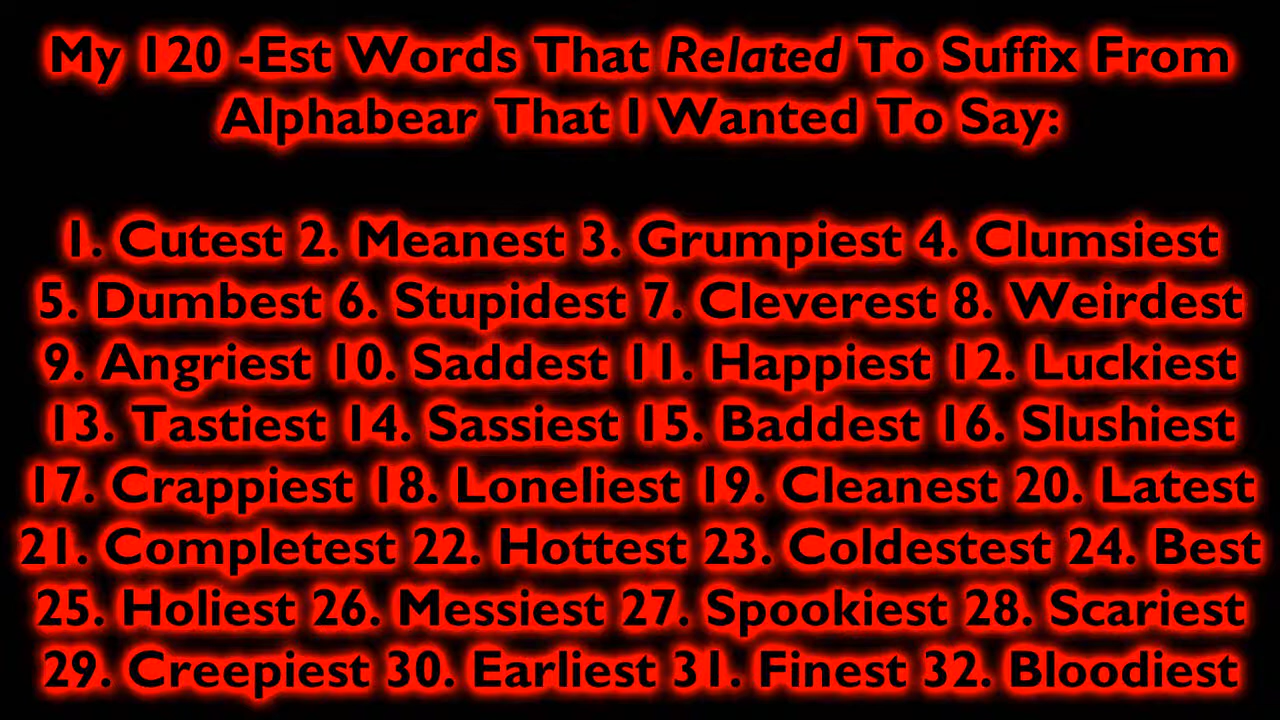 My 120 -Est Words That Related To Suffix From
Alphabear That I Wanted To Say:
1. Cutest 2. Meanest 3. Grumpiest 4. Clumsiest
5. Dumbest 6. Stupidest 7. Cleverest 8. Weirdest
9. Angriest 10. Saddest 11. Happiest 12. Luckiest
13. Tastiest 14. Sassiest 15. Baddest 16. Slushiest
17. Crappiest 18. Loneliest 19. Cleanest 20. Latest
21. Completest 22. Hottest 23. Coldestest 24. Best
25. Holiest 26. Messiest 27. Spookiest 28. Scariest
29. Creepiest 30. Earliest 31. Finest 32. Bloodiest